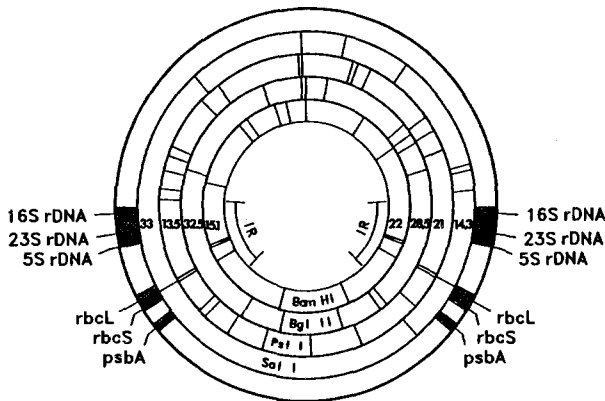 16S rDNA
23S rDNA
5S rDNA
rbcL
rbcS
psbA
33 13.5 32.5 15.1
IR
IR
22 28.5 21 14.3
16S rDNA
23S rDNA
5S rDNA
rbcL
rbcS
psbA
Bam HI
Bgl II
Pst I
Sal I